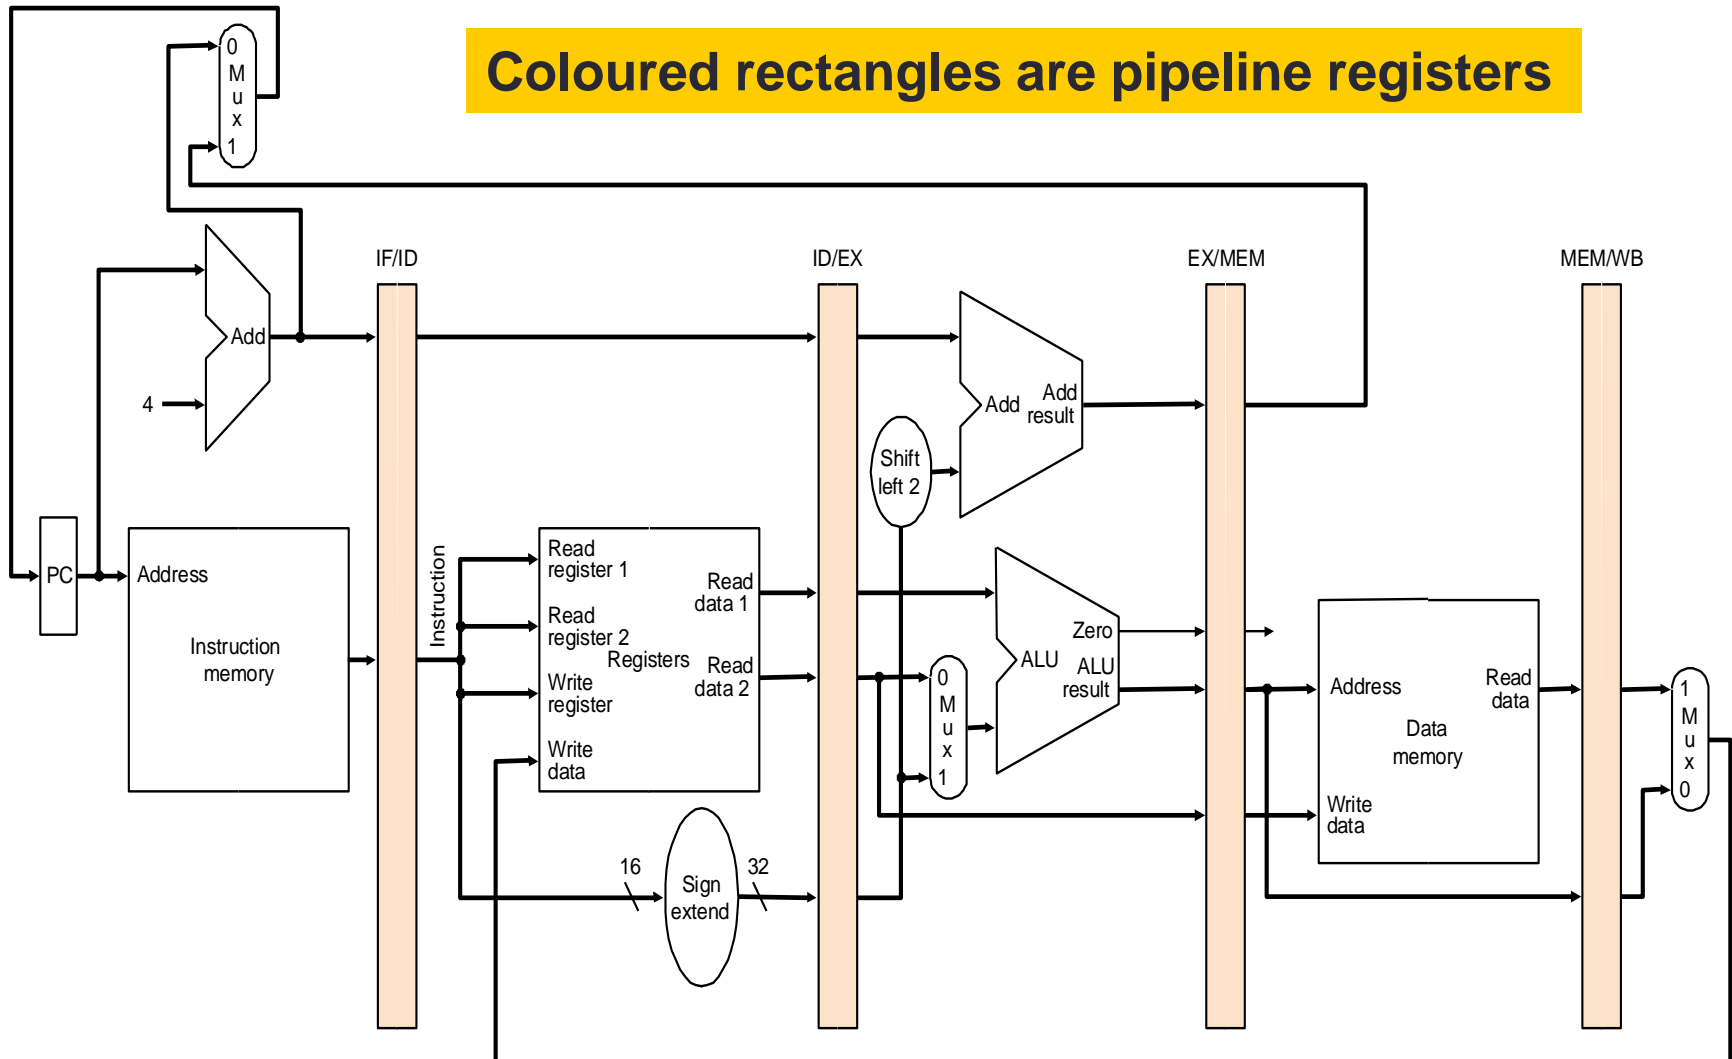 Coloured rectangles are pipeline registers
0
M
u
x
1
IF/ID
ID/EX
EX/MEM
MEM/WB
Add
4
Add
Add
result
Shift
left 2
PC
Address
Instruction
memory
Instruction
Read
register 1
Read
register 2
Write
register
Write
data
Registers
Read
data 1
Read
data 2
16
Sign
extend
32
0
M
u
x
1
ALU
Zero
ALU
result
Address
Write
data
Data
memory
Read
data
1
M
u
x
0